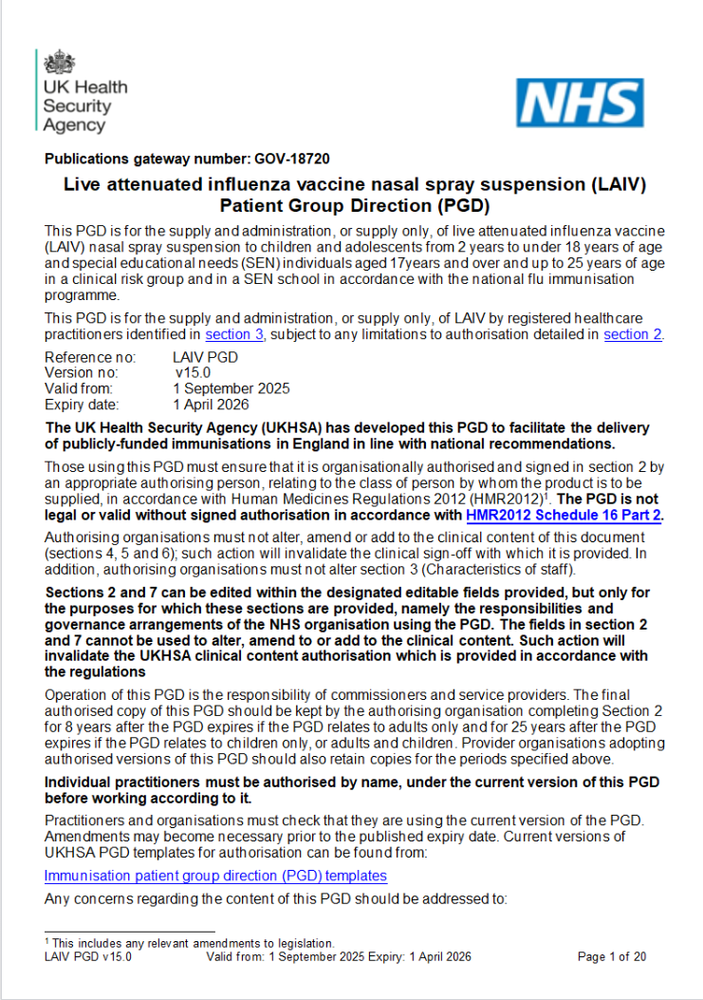 UK Health
Security
Agency
NHS
Publications gateway number: GOV-18720
Live attenuated influenza vaccine nasal spray suspension (LAIV)
Patient Group Direction (PGD)
This PGD is for the supply and administration, or supply only, of live attenuated influenza vaccine
(LAIV) nasal spray suspension to children and adolescents from 2 years to under 18 years of age
and special educational needs (SEN) individuals aged 17years and over and up to 25 years of age
in a clinical risk group and in a SEN school in accordance with the national flu immunisation
programme.
This PGD is for the supply and administration, or supply only, of LAIV by registered healthcare
practitioners identified in section 3, subject to any limitations to authorisation detailed in section 2.
Reference no: LAIV PGD
Version no: v15.0
Valid from: 1 September 2025
Expiry date: 1 April 2026
The UK Health Security Agency (UKHSA) has developed this PGD to facilitate the delivery
of publicly-funded immunisations in England in line with national recommendations.
Those using this PGD must ensure that it is organisationally authorised and signed in section 2 by
an appropriate authorising person, relating to the class of person by whom the product is to be
supplied, in accordance with Human Medicines Regulations 2012 (HMR2012)¹. The PGD is not
legal or valid without signed authorisation in accordance with HMR2012 Schedule 16 Part 2.
Authorising organisations must not alter, amend or add to the clinical content of this document
(sections 4, 5 and 6); such action will invalidate the clinical sign-off with which it is provided. In
addition, authorising organisations must not alter section 3 (Characteristics of staff).
Sections 2 and 7 can be edited within the designated editable fields provided, but only for
the purposes for which these sections are provided, namely the responsibilities and
governance arrangements of the NHS organisation using the PGD. The fields in section 2
and 7 cannot be used to alter, amend to or add to the clinical content. Such action will
invalidate the UKHSA clinical content authorisation which is provided in accordance with
the regulations
Operation of this PGD is the responsibility of commissioners and service providers. The final
authorised copy of this PGD should be kept by the authorising organisation completing Section 2
for 8 years after the PGD expires if the PGD relates to adults only and for 25 years after the PGD
expires if the PGD relates to children only, or adults and children. Provider organisations adopting
authorised versions of this PGD should also retain copies for the periods specified above.
Individual practitioners must be authorised by name, under the current version of this PGD
before working according to it.
Practitioners and organisations must check that they are using the current version of the PGD.
Amendments may become necessary prior to the published expiry date. Current versions of
UKHSA PGD templates for authorisation can be found from:
Immunisation patient group direction (PGD) templates
Any concerns regarding the content of this PGD should be addressed to:
¹ This includes any relevant amendments to legislation.
LAIV PGD v15.0 Valid from: 1 September 2025 Expiry: 1 April 2026 Page 1 of 20